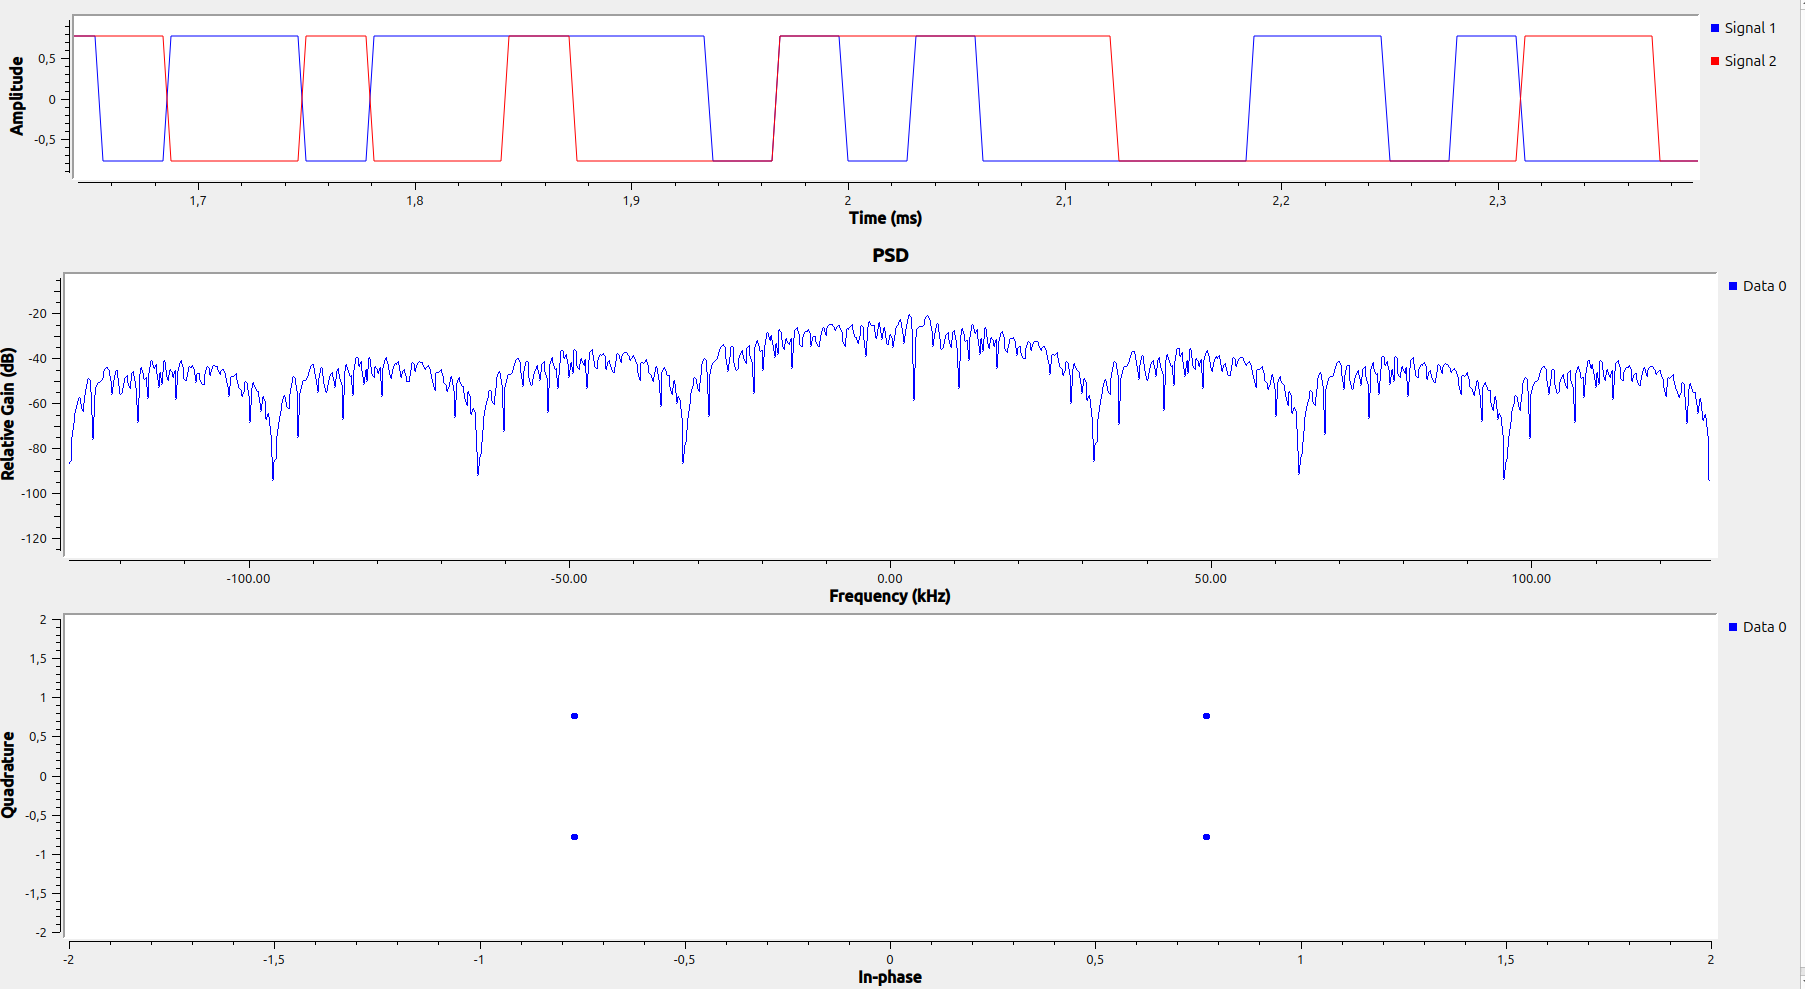 Amplitude
0,5
0
-0,5
1,7 1,8 1,9 2 2,1 2,2 2,3
Time (ms)
Signal 1
Signal 2
PSD
Relative Gain (dB)
-20
-40
-60
-80
-100
-120
-100.00 -50.00 0.00 50.00 100.00
Frequency (kHz)
Data 0
Quadrature
2
1,5
1
0,5
0
-0,5
-1
-1,5
-2
-2 -1,5 -1 -0,5 0 0,5 1 1,5 2
In-phase
Data 0